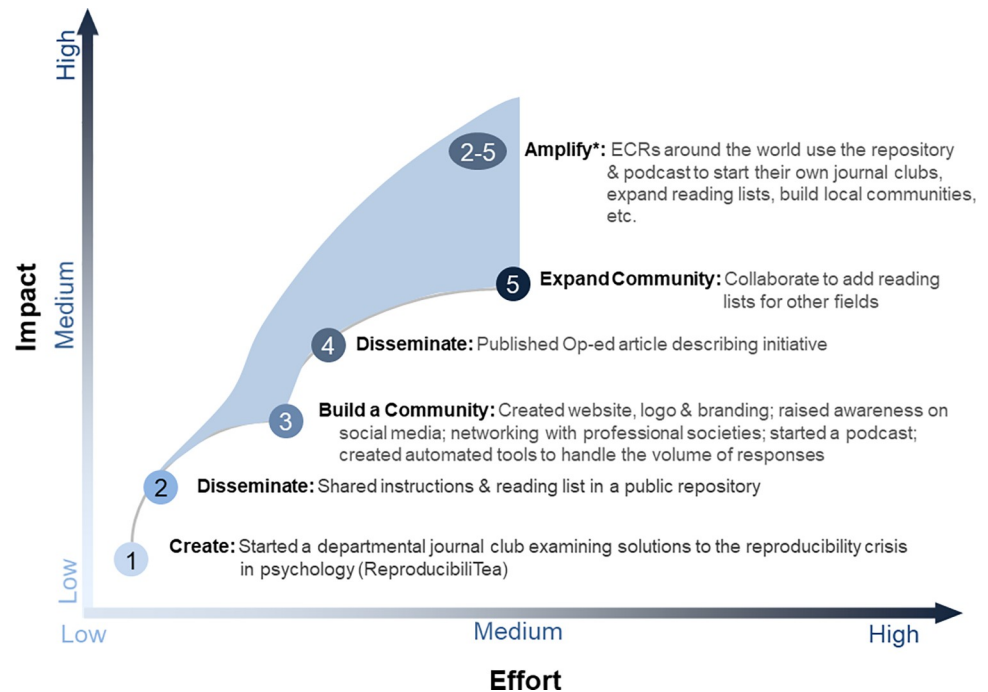 High
2-5
Amplify*: ECRs around the world use the repository
& podcast to start their own journal clubs,
expand reading lists, build local communities,
etc.
Impact
Medium
5
Expand Community: Collaborate to add reading
lists for other fields
4
Disseminate: Published Op-ed article describing initiative
3
Build a Community: Created website, logo & branding; raised awareness on
social media; networking with professional societies; started a podcast;
created automated tools to handle the volume of responses
2
Disseminate: Shared instructions & reading list in a public repository
1
Create: Started a departmental journal club examining solutions to the reproducibility crisis
in psychology (ReproducibiliTea)
Low
Low
Medium
High
Effort